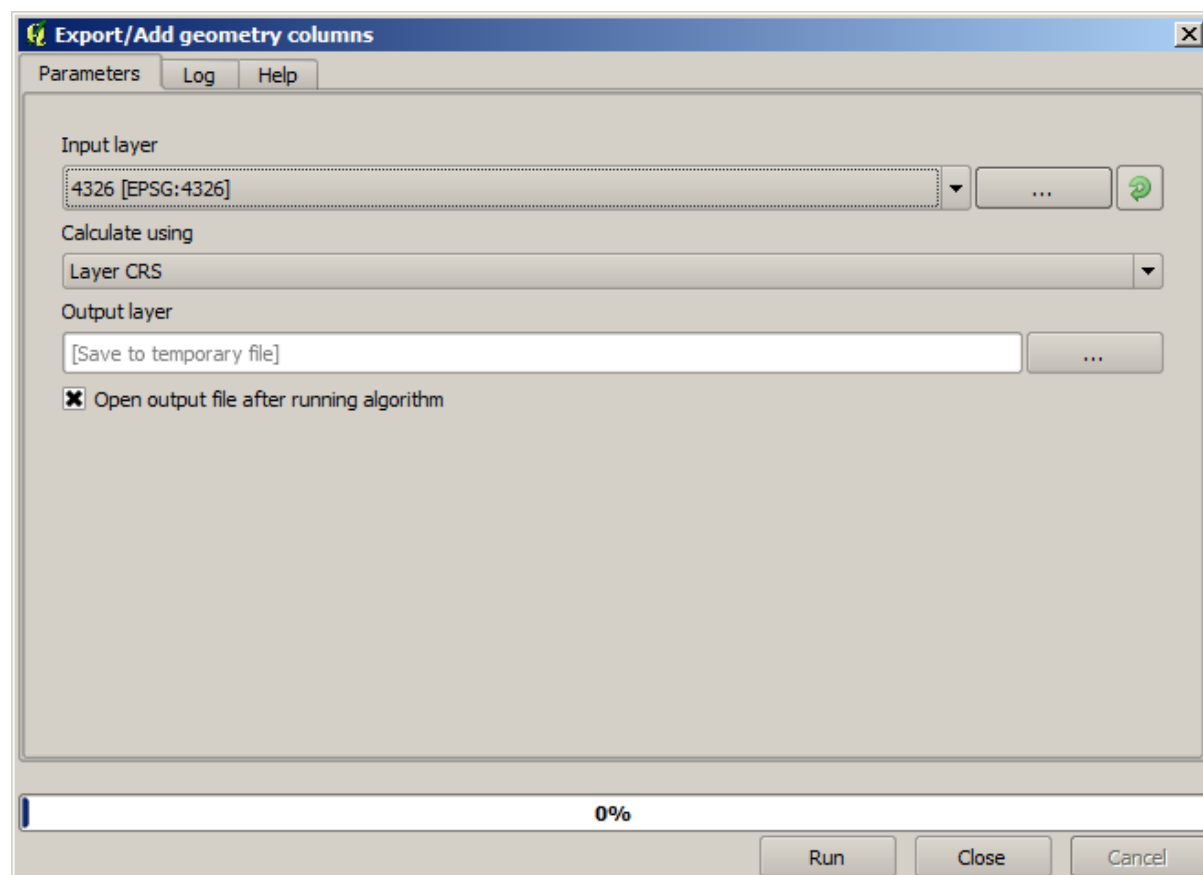 Export/Add geometry columns
Parameters Log Help
Input layer
4326 [EPSG:4326] ...
Calculate using
Layer CRS
Output layer
[Save to temporary file] ...
Open output file after running algorithm
0%
Run Close Cancel